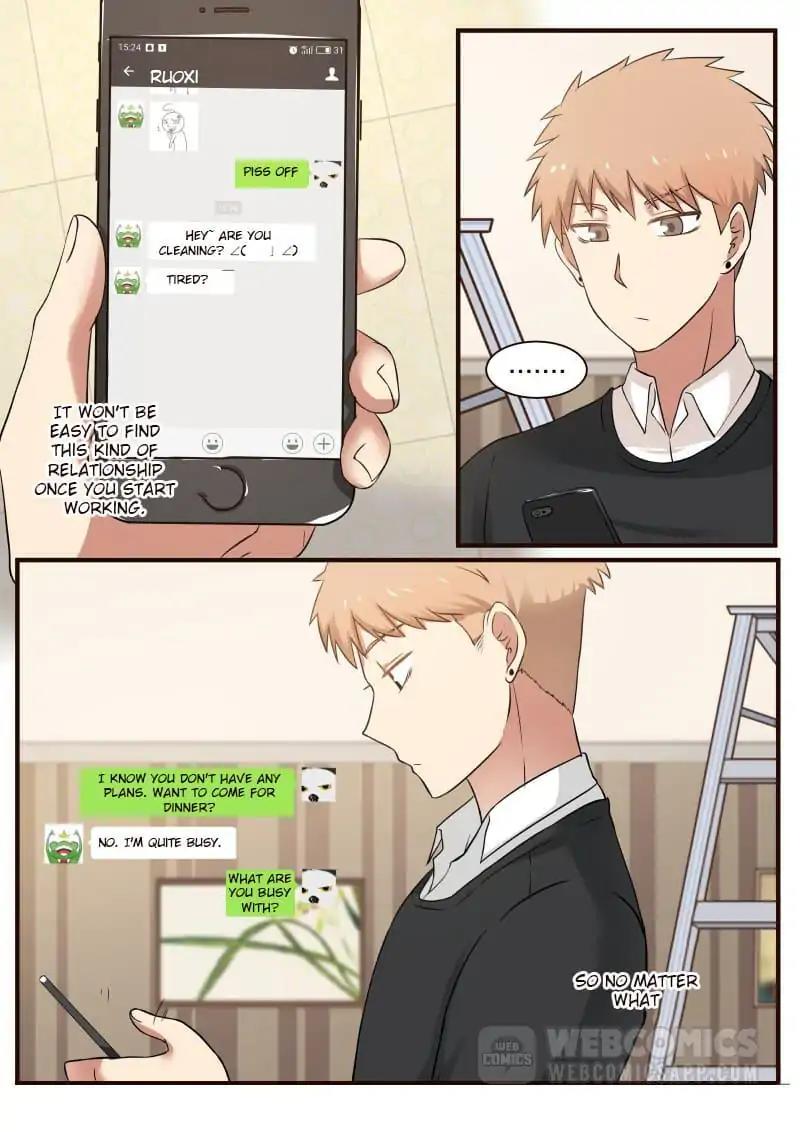 15:24
31
RUOXI
PISS OFF
HEY~ ARE YOU
CLEANING?
TIRED?
IT WON'T BE
EASY TO FIND
THIS KIND OF
RELATIONSHIP
ONCE YOU START
WORKING.
.......
I KNOW YOU DON'T HAVE ANY
PLANS. WANT TO COME FOR
DINNER?
NO. I'M QUITE BUSY.
WHAT ARE
YOU BUSY
WITH?
SO NO MATTER
WHAT
WEB
COMICS
WEBCOMICS
WEBCOMICSAPP.COM